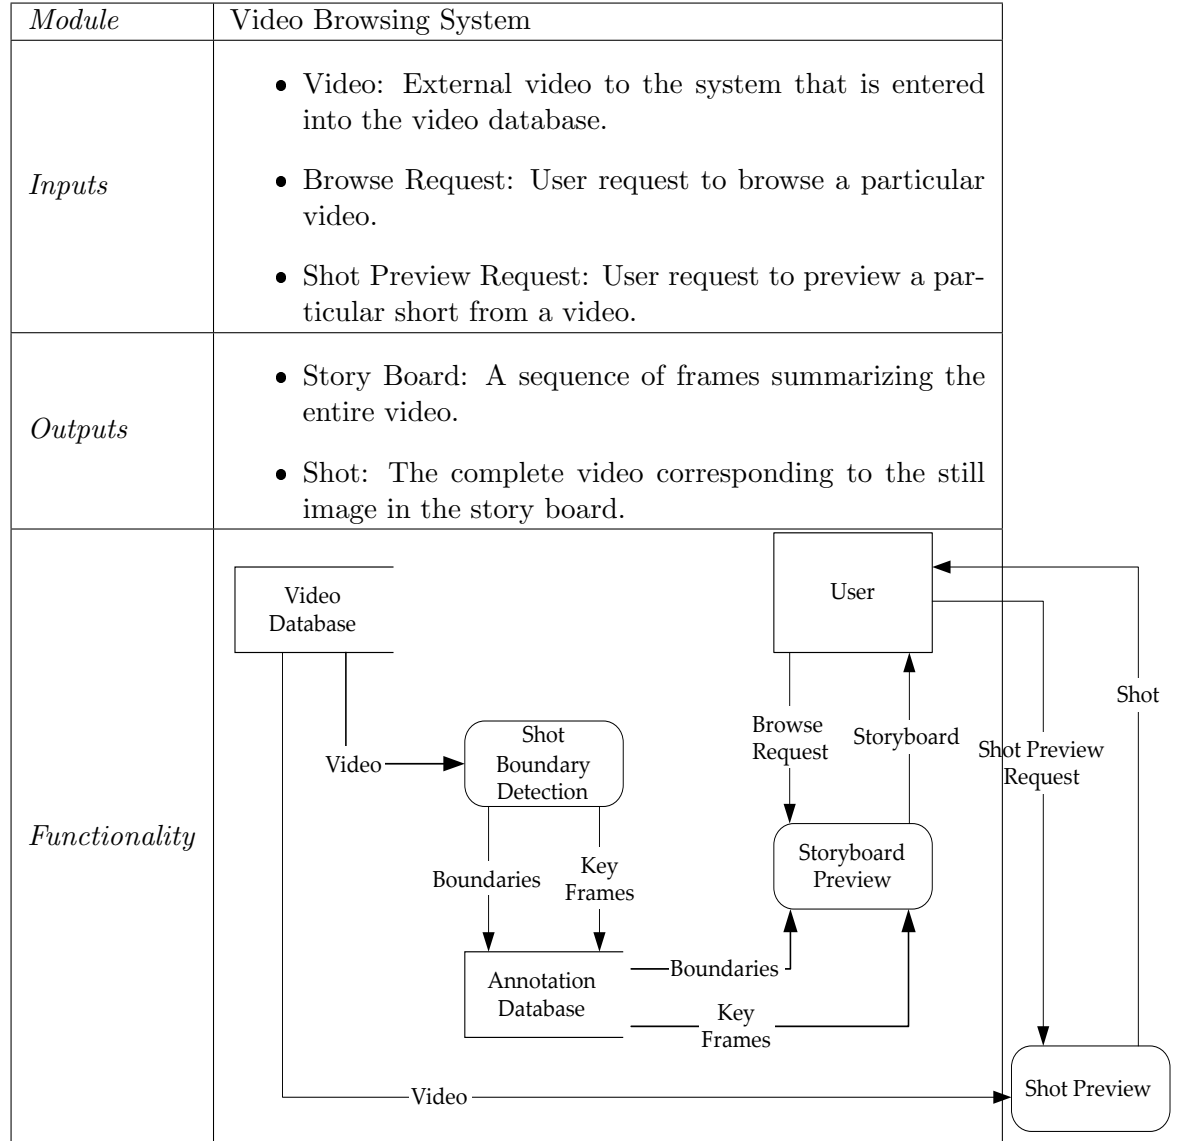 Module Video Browsing System
• Video: External video to the system that is entered
into the video database.
Inputs
• Browse Request: User request to browse a particular
video.
• Shot Preview Request: User request to preview a par-
ticular short from a video.
• Story Board: A sequence of frames summarizing the
entire video.
Outputs
• Shot: The complete video corresponding to the still
image in the story board.
Functionality
Video
Database
User
Shot
Browse
Request
Storyboard
Shot Preview
Request
Video
Shot
Boundary
Detection
Boundaries
Key
Frames
Storyboard
Preview
Annotation
Database
Boundaries
Key
Frames
Video
Shot Preview